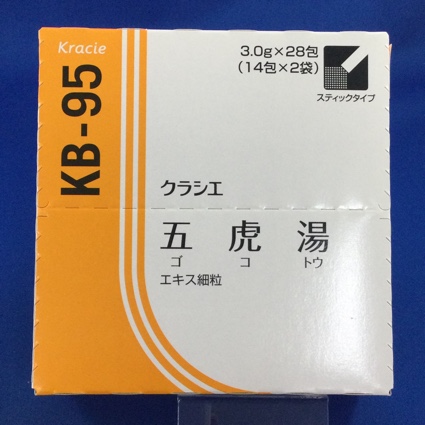 Kracie
KB-95
3.0g×28包
（14包×2袋）
スティックタイプ
クラシエ
五虎湯
ゴ コ トウ
エキス細粒